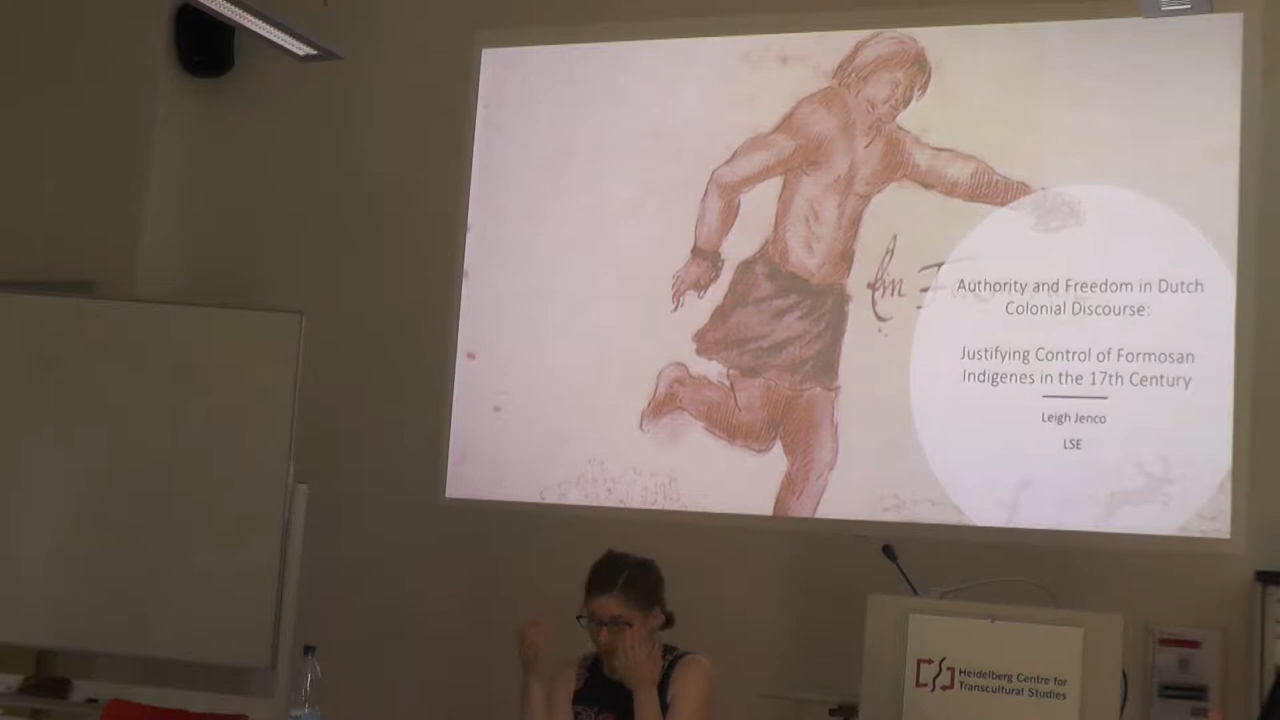 Authority and Freedom in Dutch
Colonial Discourse:
Justifying Control of Formosan
Indigenes in the 17th Century
Leigh Jenco
LSE
Heidelberg Centre for
Transcultural Studies